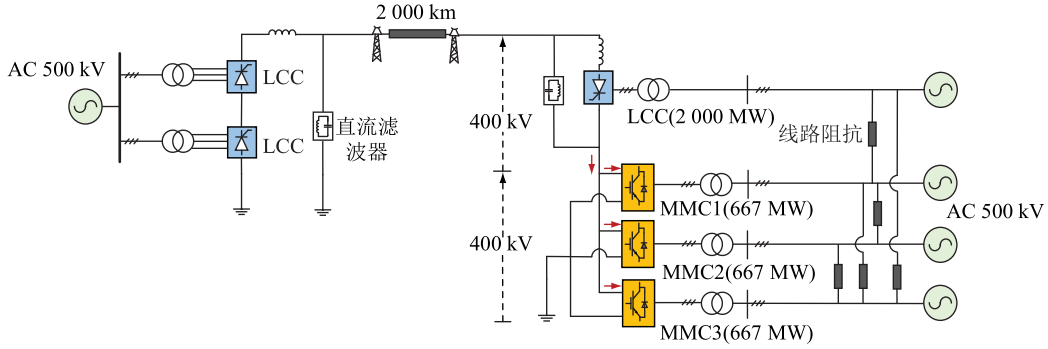 2 000 km
AC 500 kV
LCC
LCC
直流滤
波器
400 kV
400 kV
LCC(2 000 MW)
线路阻抗
MMC1(667 MW)
AC 500 kV
MMC2(667 MW)
MMC3(667 MW)